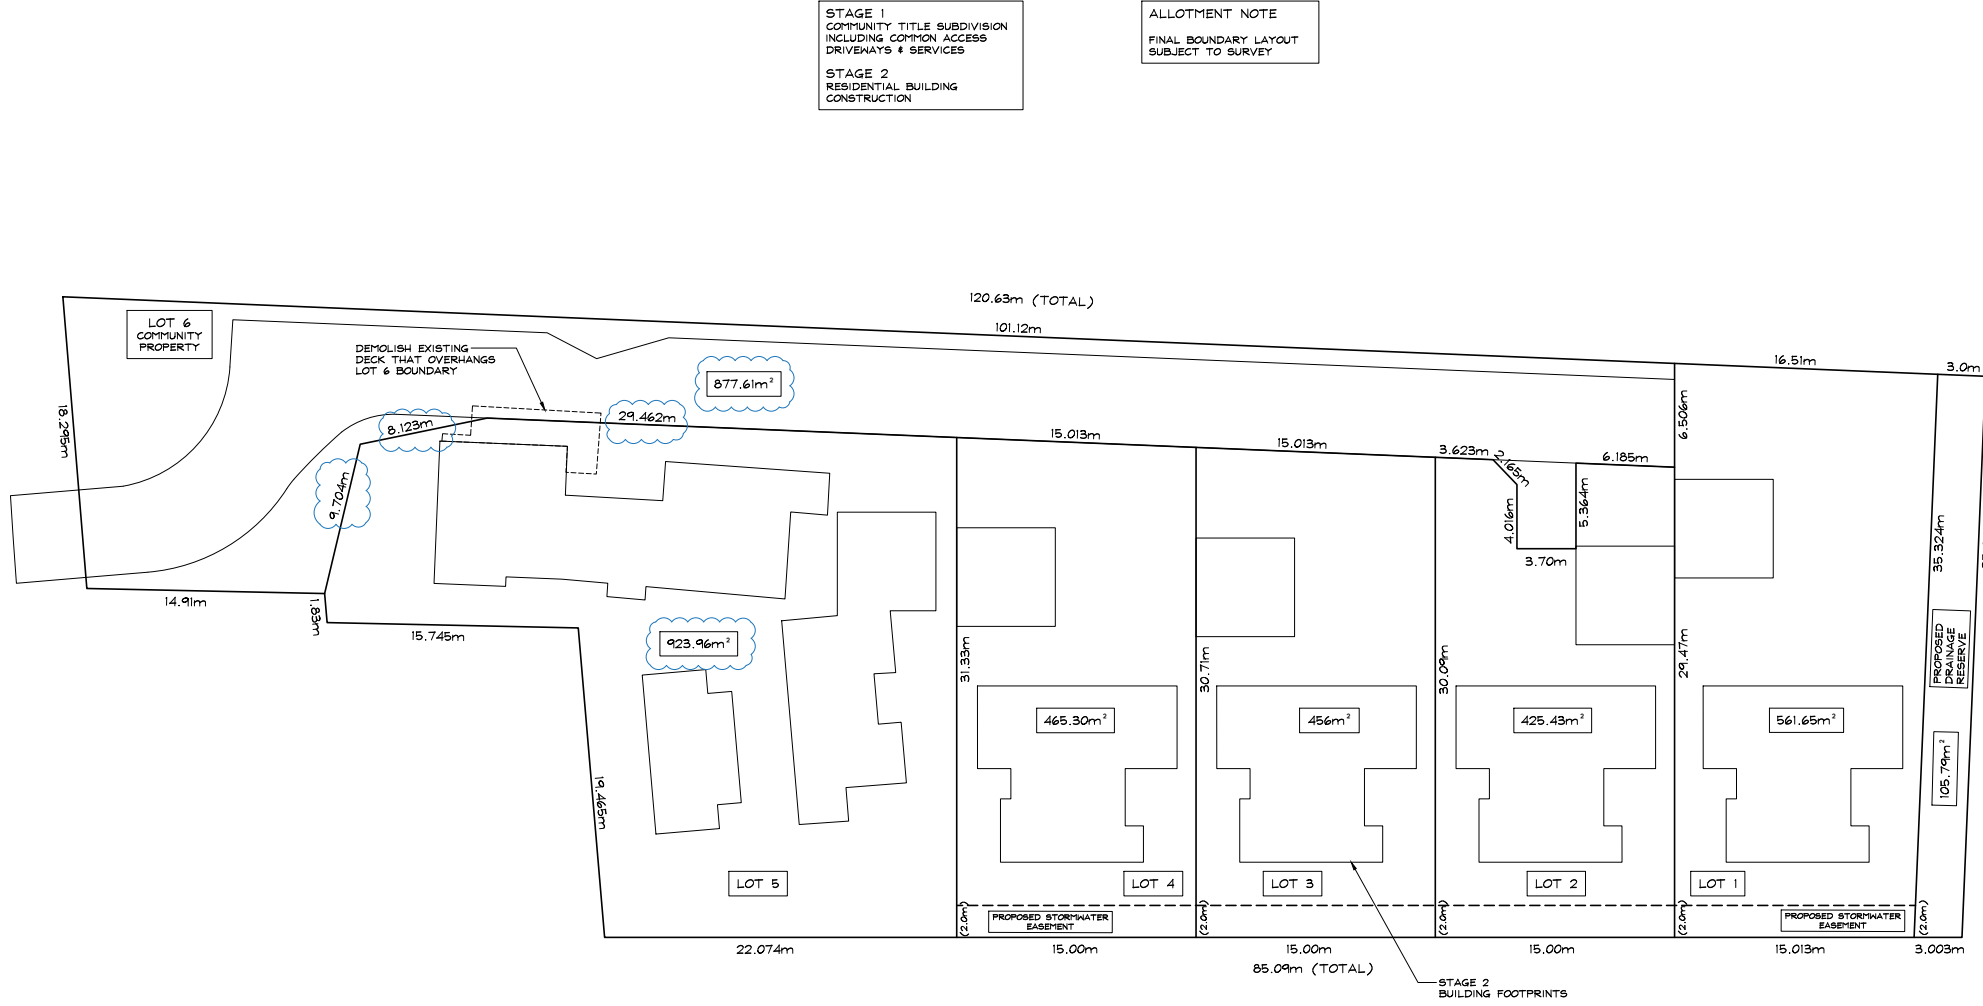 STAGE 1
COMMUNITY TITLE SUBDIVISION
INCLUDING COMMON ACCESS
DRIVEWAYS & SERVICES
STAGE 2
RESIDENTIAL BUILDING
CONSTRUCTION
ALLOTMENT NOTE
FINAL BOUNDARY LAYOUT
SUBJECT TO SURVEY
120.63m (TOTAL)
101.12m
16.51m
3.0m
LOT 6
COMMUNITY
PROPERTY
DEMOLISH EXISTING
DECK THAT OVERHANGS
LOT 6 BOUNDARY
877.61m²
18.295m
8.123m
29.462m
9.704m
15.013m
15.013m
3.623m
2.165m
6.185m
6.506m
4.016m
5.364m
3.70m
35.324m
14.91m
1.83m
15.745m
923.96m²
31.33m
30.71m
30.09m
29.47m
PROPOSED
DRAINAGE
RESERVE
465.30m²
456m²
425.43m²
561.65m²
105.79m²
19.465m
LOT 5
LOT 4
LOT 3
LOT 2
LOT 1
(2.0m)
PROPOSED STORMWATER
EASEMENT
(2.0m)
(2.0m)
(2.0m)
PROPOSED STORMWATER
EASEMENT
(2.0m)
22.074m
15.00m
15.00m
15.00m
15.013m
3.003m
85.09m (TOTAL)
STAGE 2
BUILDING FOOTPRINTS